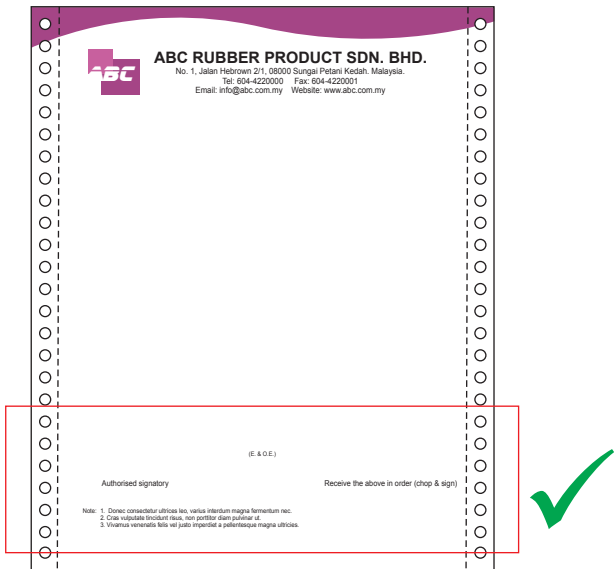 ABC
ABC RUBBER PRODUCT SDN. BHD.
No. 1, Jalan Hebrown 2/1, 08000 Sungai Petani Kedah. Malaysia.
Tel: 604-4220000 Fax: 604-4220001
Email: info@abc.com.my Website: www.abc.com.my
(E. & O.E.)
Authorised signatory Receive the above in order (chop & sign)
Note: 1. Donec consectetur ultrices leo, varius interdum magna fermentum nec.
2. Cras vulputate tincidunt risus, non porttitor diam pulvinar ut.
3. Vivamus venenatis felis vel justo imperdiet a pellentesque magna ultricies.